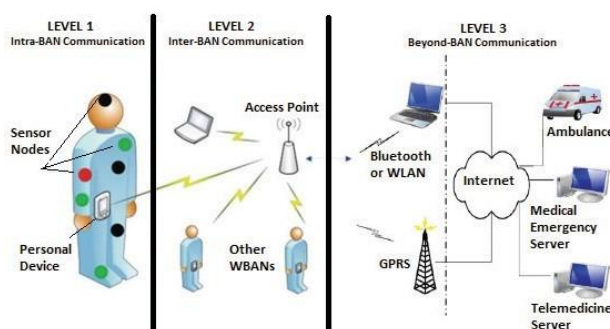 LEVEL 1
Intra-BAN Communication
LEVEL 2
Inter-BAN Communication
LEVEL 3
Beyond-BAN Communication
Sensor
Nodes
Personal
Device
Access Point
Other
WBANs
Bluetooth
or WLAN
GPRS
Internet
Ambulance
Medical
Emergency
Server
Telemedicine
Server